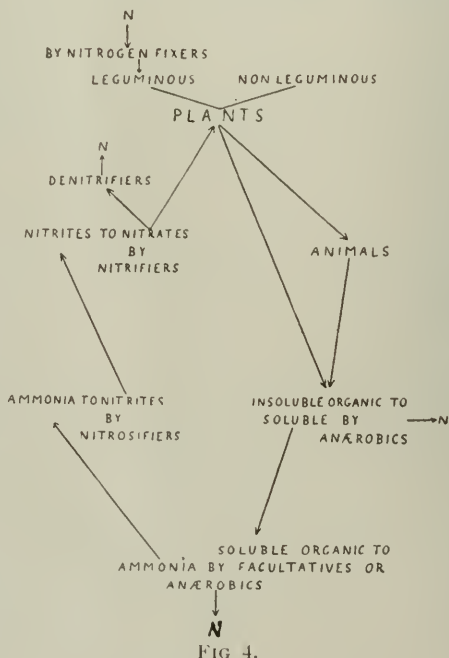 N
BY NITROGEN FIXERS
LEGUMINOUS NON LEGUMINOUS
PLANTS
N
DENITRIFIERS
NITRITES TO NITRATES
BY
NITRIFIERS
ANIMALS
AMMONIA TO NITRITES
BY
NITROSIFIERS
INSOLUBLE ORGANIC TO
SOLUBLE BY
ANÆROBICS
N
SOLUBLE ORGANIC TO
AMMONIA BY FACULTATIVES OR
ANÆROBICS
N
FIG 4.